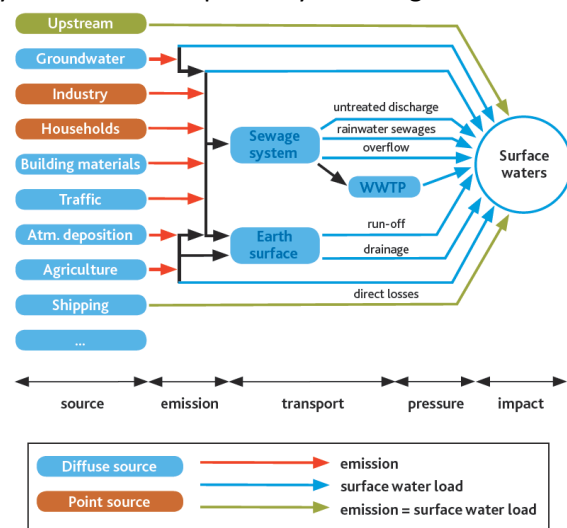 Upstream
Groundwater
Industry
Households
Building materials
Traffic
Atm. deposition
Agriculture
Shipping
...
Sewage
system
untreated discharge
rainwater sewages
overflow
WWTP
Earth
surface
run-off
drainage
direct losses
Surface
waters
source
emission
transport
pressure
impact
Diffuse source
Point source
emission
surface water load
emission = surface water load